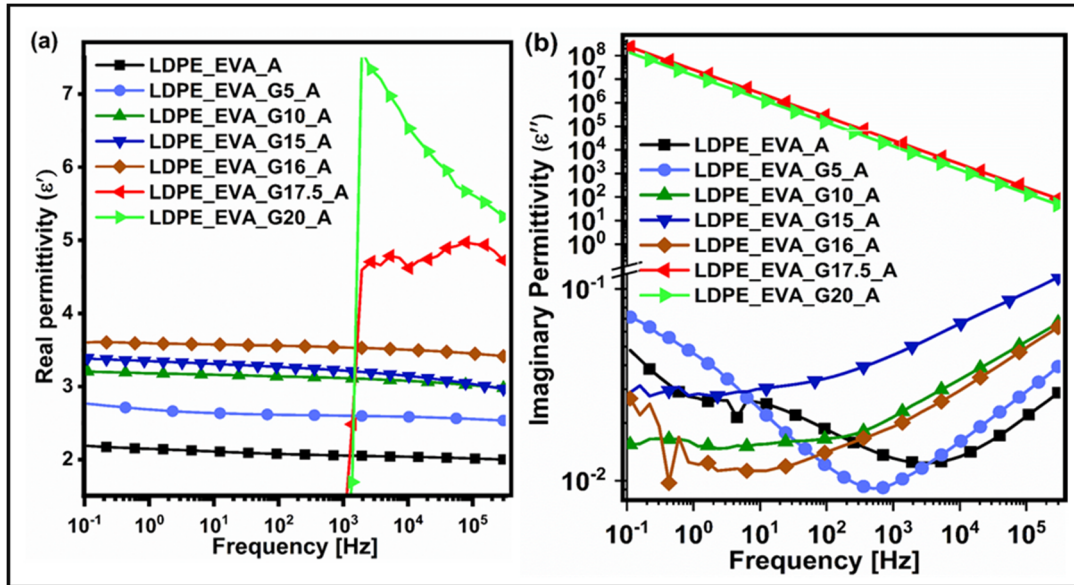 (a)
Real permittivity (ε')
7
6
5
4
3
2
LDPE_EVA_A
LDPE_EVA_G5_A
LDPE_EVA_G10_A
LDPE_EVA_G15_A
LDPE_EVA_G16_A
LDPE_EVA_G17.5_A
LDPE_EVA_G20_A
10-1 100 101 102 103 104 105
Frequency [Hz]
(b)
Imaginary Permittivity (ε'')
108
107
106
105
104
103
102
101
100
10-1
10-2
LDPE_EVA_A
LDPE_EVA_G5_A
LDPE_EVA_G10_A
LDPE_EVA_G15_A
LDPE_EVA_G16_A
LDPE_EVA_G17.5_A
LDPE_EVA_G20_A
10-1 100 101 102 103 104 105
Frequency [Hz]